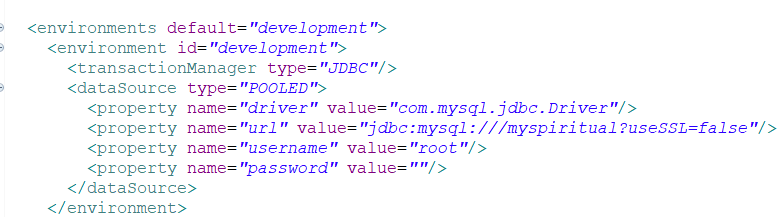 <environments default="development">
<environment id="development">
<transactionManager type="JDBC"/>
<dataSource type="POOLED">
<property name="driver" value="com.mysql.jdbc.Driver"/>
<property name="url" value="jdbc:mysql:///myspiritual?useSSL=false"/>
<property name="username" value="root"/>
<property name="password" value=""/>
</dataSource>
</environment>